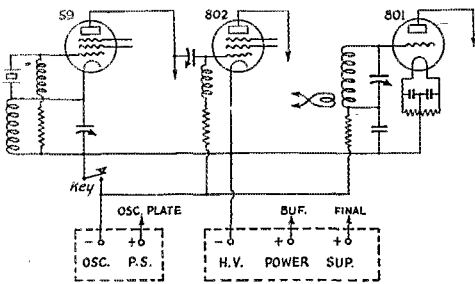 59
802
801
Key
OSC. PLATE
BUF.
FINAL
- + - + +
OSC. P.S.
H.V. POWER SUP.